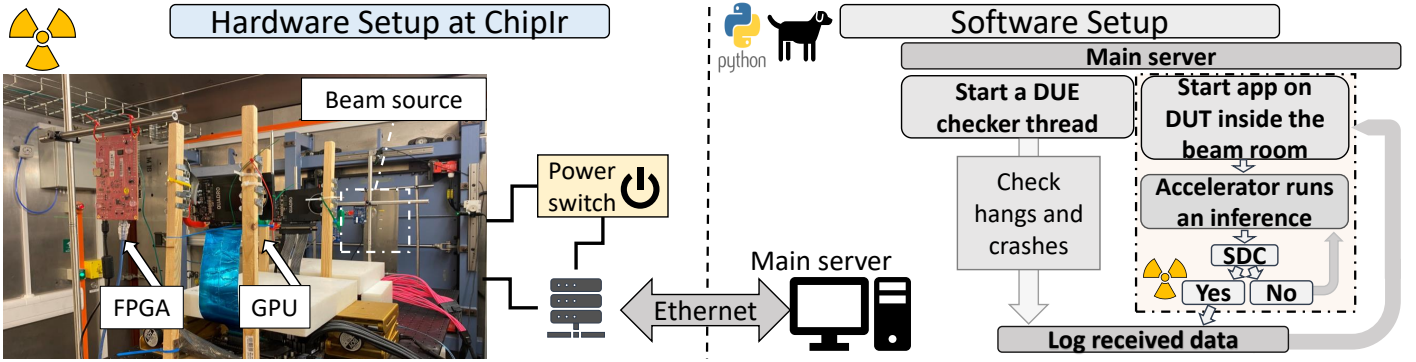 Hardware Setup at ChipIr
Beam source
FPGA
GPU
QUADRO
Power
switch
Ethernet
Main server
python
Software Setup
Main server
Start a DUE
checker thread
Check
hangs and
crashes
Start app on
DUT inside the
beam room
Accelerator runs
an inference
SDC
Yes
No
Log received data